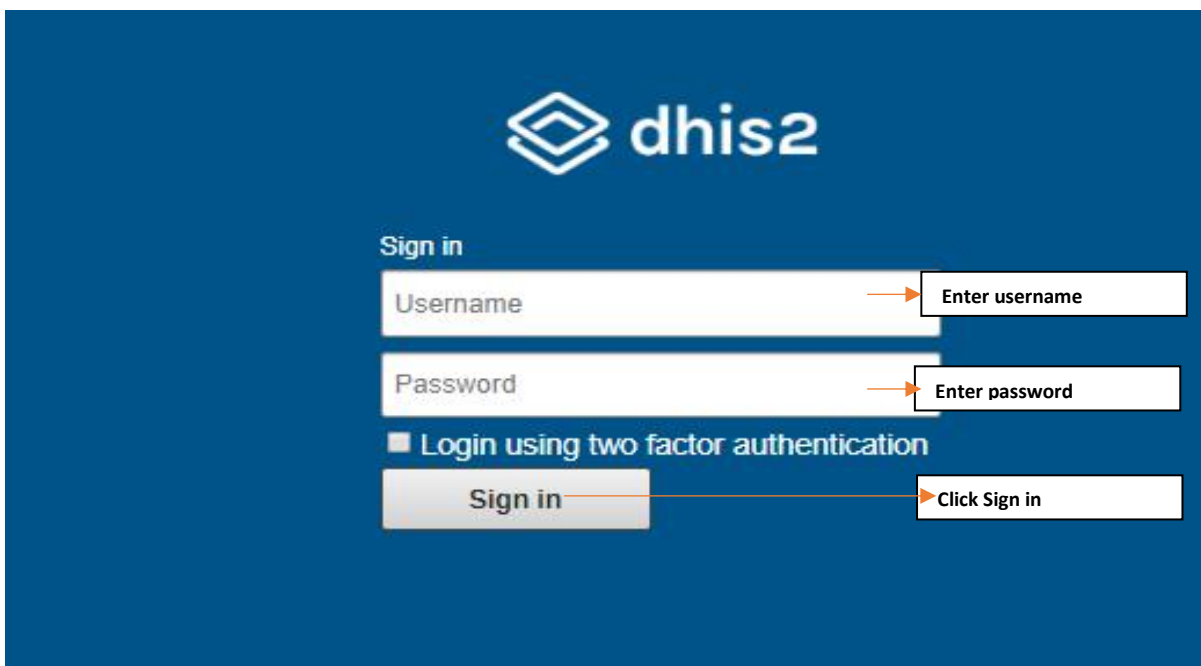 dhis2
Sign in
Username
Enter username
Password
Enter password
Login using two factor authentication
Sign in
Click Sign in